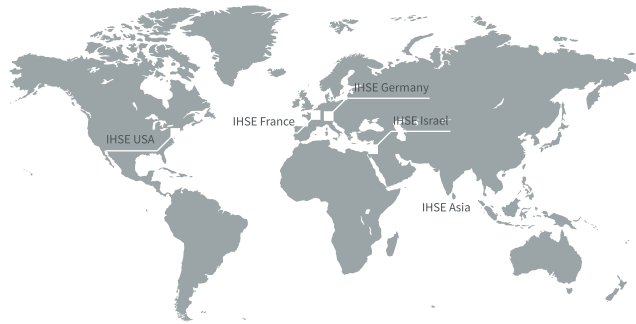 IHSE Germany
IHSE France
IHSE Israel
IHSE USA
IHSE Asia